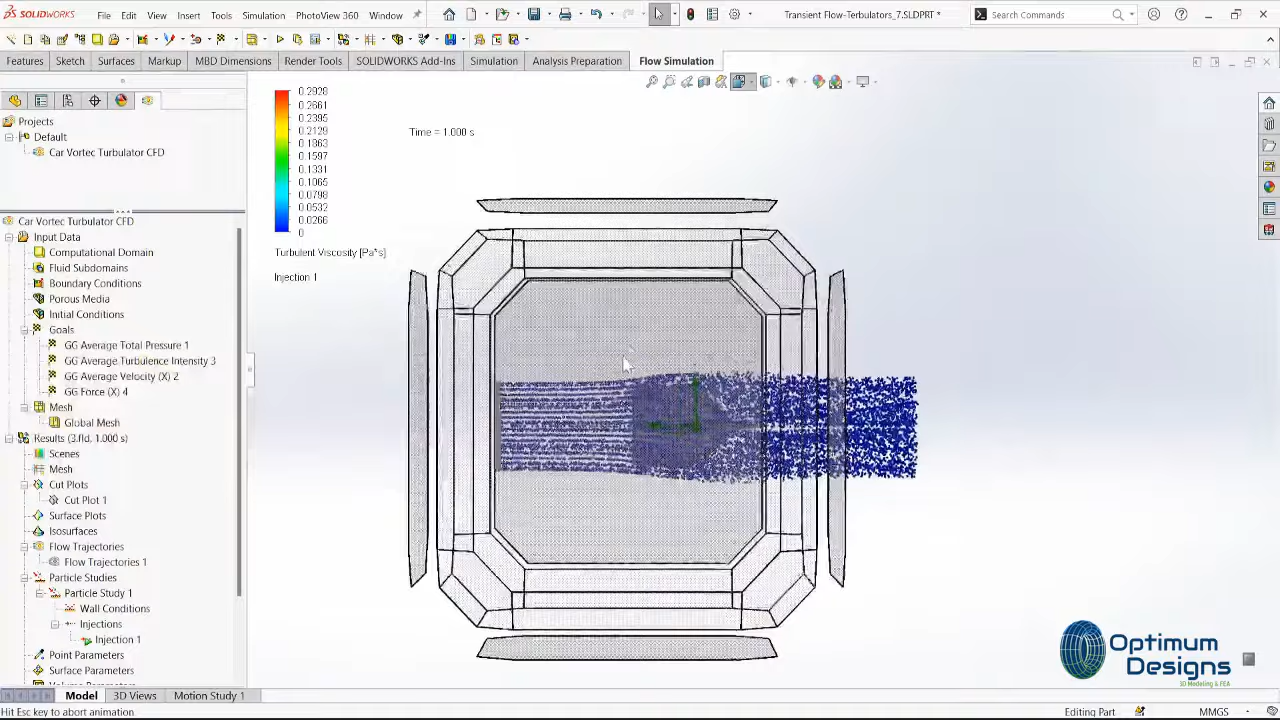 SOLIDWORKS File Edit View Insert Tools Simulation PhotoView 360 Window Transient Flow-Terbulators_7.SLDPRT * Search Commands
Features Sketch Surfaces Markup MBD Dimensions Render Tools SOLIDWORKS Add-Ins Simulation Analysis Preparation Flow Simulation
Projects
Default
Car Vortec Turbulator CFD
Car Vortec Turbulator CFD
Input Data
Computational Domain
Fluid Subdomains
Boundary Conditions
Porous Media
Initial Conditions
Goals
GG Average Total Pressure 1
GG Average Turbulence Intensity 3
GG Average Velocity (X) 2
GG Force (X) 4
Mesh
Global Mesh
Results (3.fld, 1.000 s)
Scenes
Mesh
Cut Plots
Cut Plot 1
Surface Plots
Isosurfaces
Flow Trajectories
Flow Trajectories 1
Particle Studies
Particle Study 1
Wall Conditions
Injections
Injection 1
Point Parameters
Surface Parameters
0.2928
0.2661
0.2395
0.2129
0.1863
0.1597
0.1331
0.1065
0.0798
0.0532
0.0266
0
Turbulent Viscosity [Pa*s]
Injection 1
Time = 1.000 s
Optimum
Designs
3D Modeling & FEA
Model 3D Views Motion Study 1
Hit Esc key to abort animation Editing Part MMGS